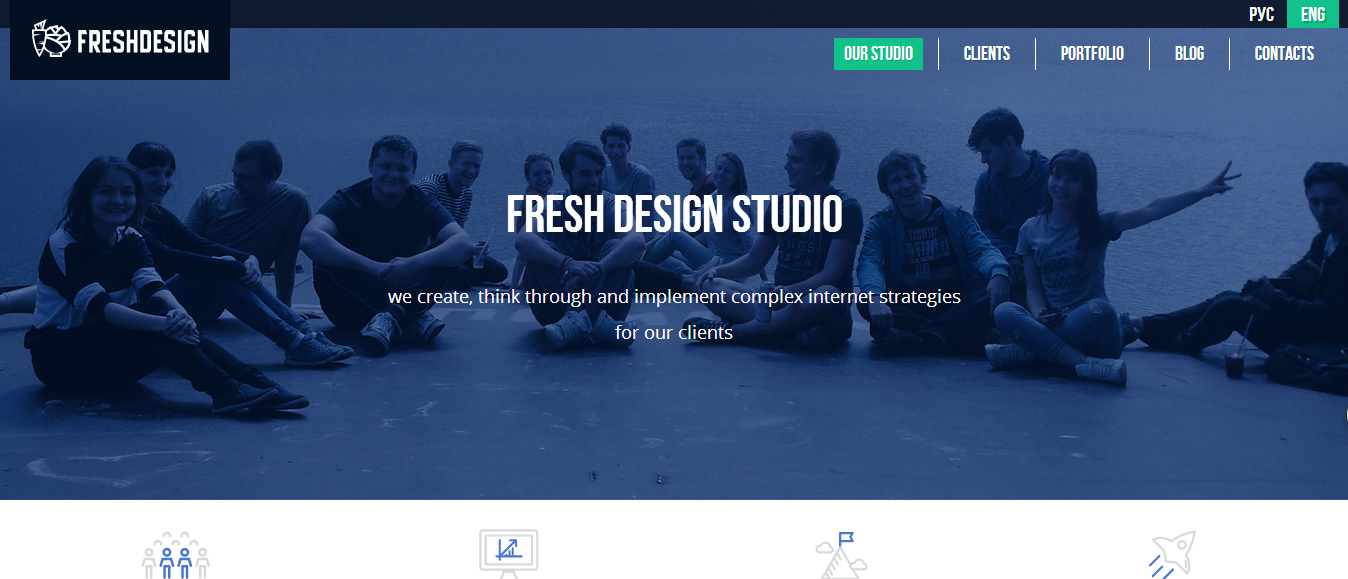 РУС ENG
FRESHDESIGN
OUR STUDIO CLIENTS PORTFOLIO BLOG CONTACTS
FRESH DESIGN STUDIO
we create, think through and implement complex internet strategies
for our clients